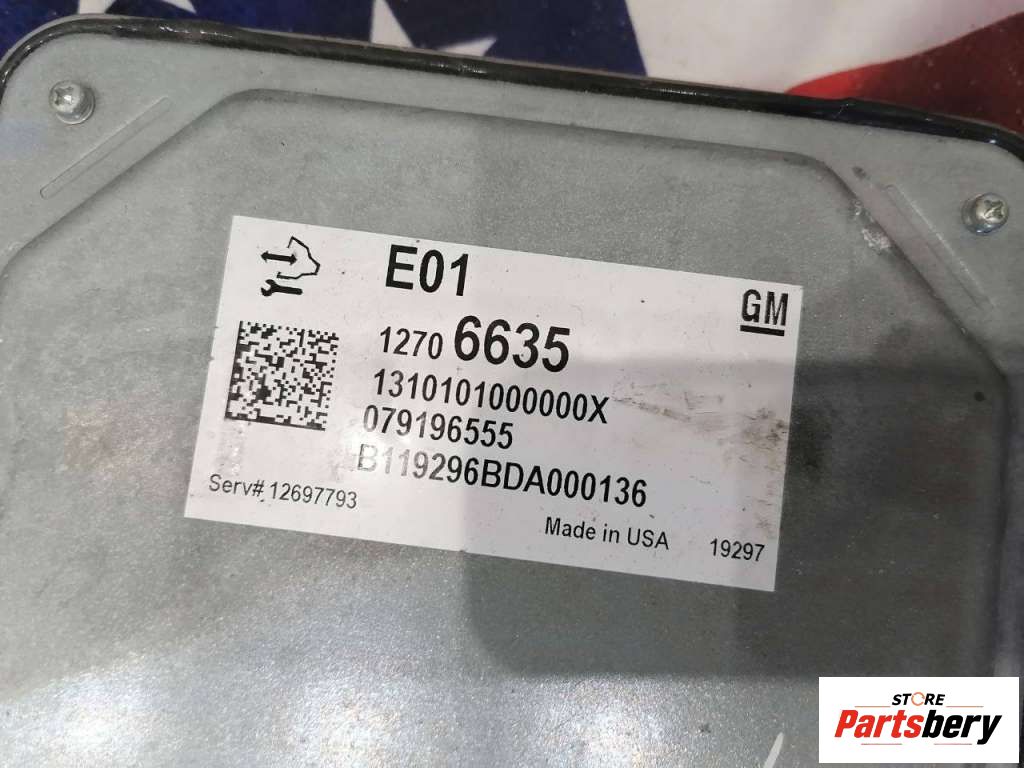 E01
GM
1270 6635
1310101000000X
079196555
B119296BDA000136
Serv# 12697793
Made in USA 19297
STORE
Partsbery